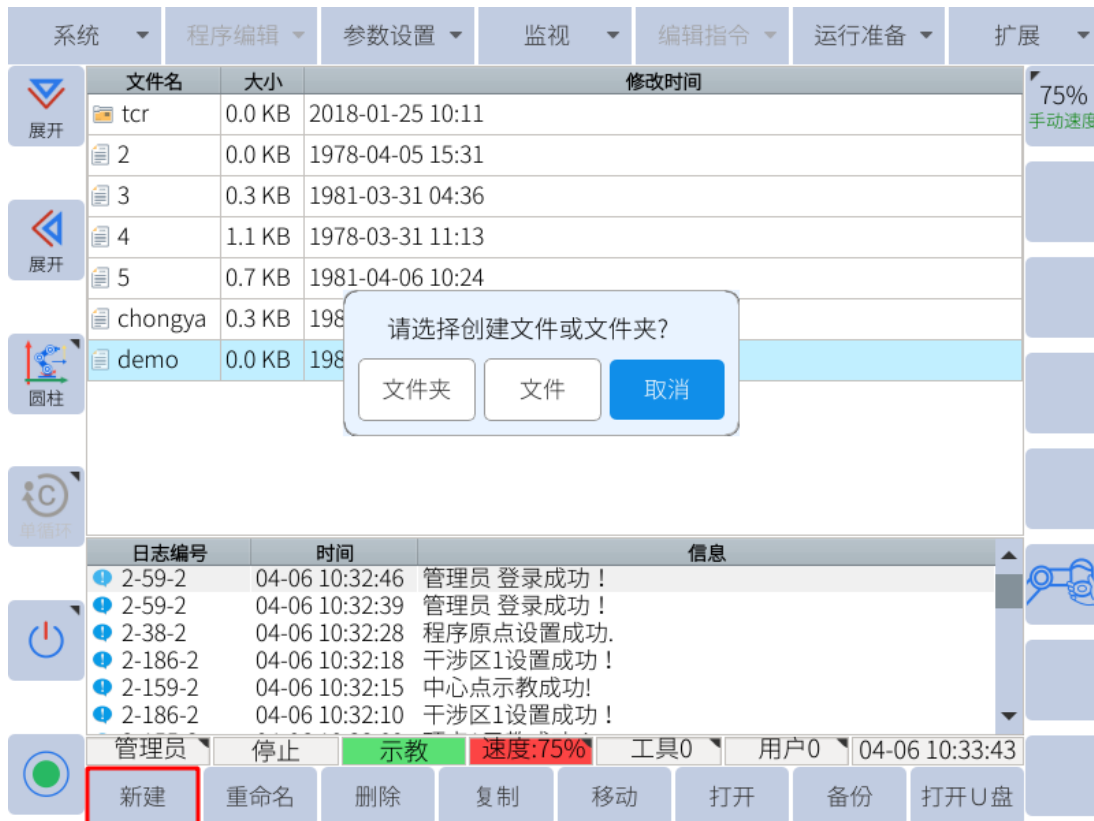 系统 程序编辑 参数设置 监视 编辑指令 运行准备 扩展
文件名 大小 修改时间
展开
tcr 0.0 KB 2018-01-25 10:11
75%
手动速度
2 0.0 KB 1978-04-05 15:31
3 0.3 KB 1981-03-31 04:36
展开
4 1.1 KB 1978-03-31 11:13
5 0.7 KB 1981-04-06 10:24
chongya 0.3 KB 198
请选择创建文件或文件夹?
demo 0.0 KB 198
文件夹 文件 取消
圆柱
C
单循环
日志编号 时间 信息
2-59-2 04-06 10:32:46 管理员 登录成功！
2-59-2 04-06 10:32:39 管理员 登录成功！
2-38-2 04-06 10:32:28 程序原点设置成功.
2-186-2 04-06 10:32:18 干涉区1设置成功！
2-159-2 04-06 10:32:15 中心点示教成功!
2-186-2 04-06 10:32:10 干涉区1设置成功！
管理员 停止 示教 速度:75% 工具0 用户0 04-06 10:33:43
新建 重命名 删除 复制 移动 打开 备份 打开U盘